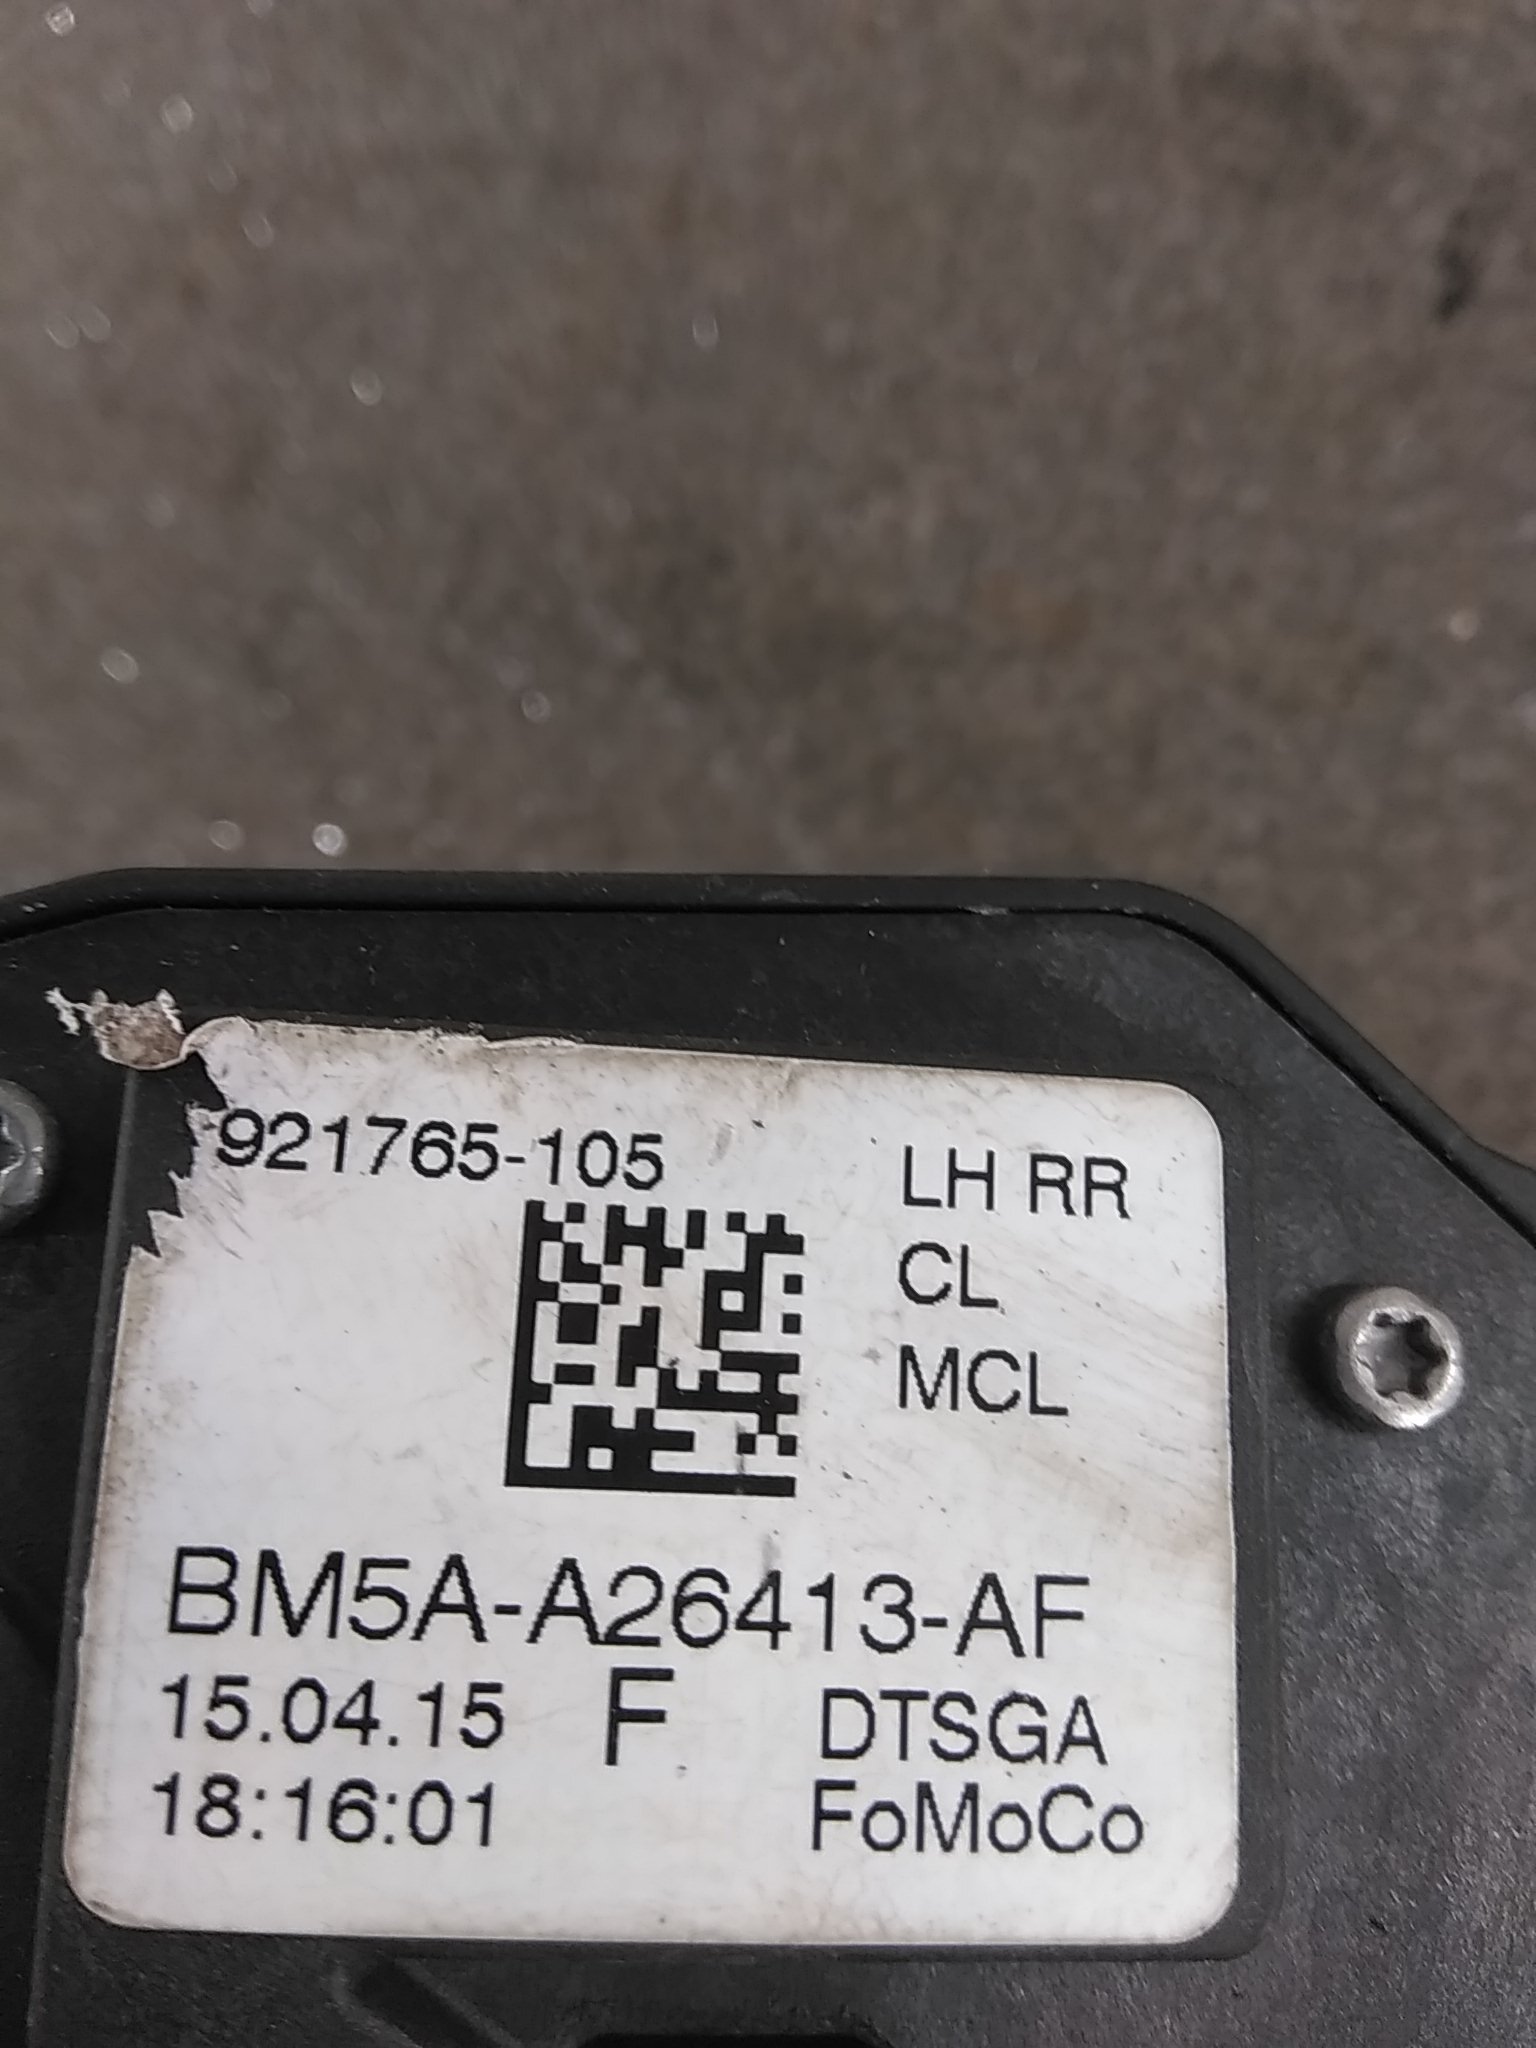 921765-105
LH RR
CL
MCL
BM5A-A26413-AF
15.04.15 F DTSGA
18:16:01 FoMoCo